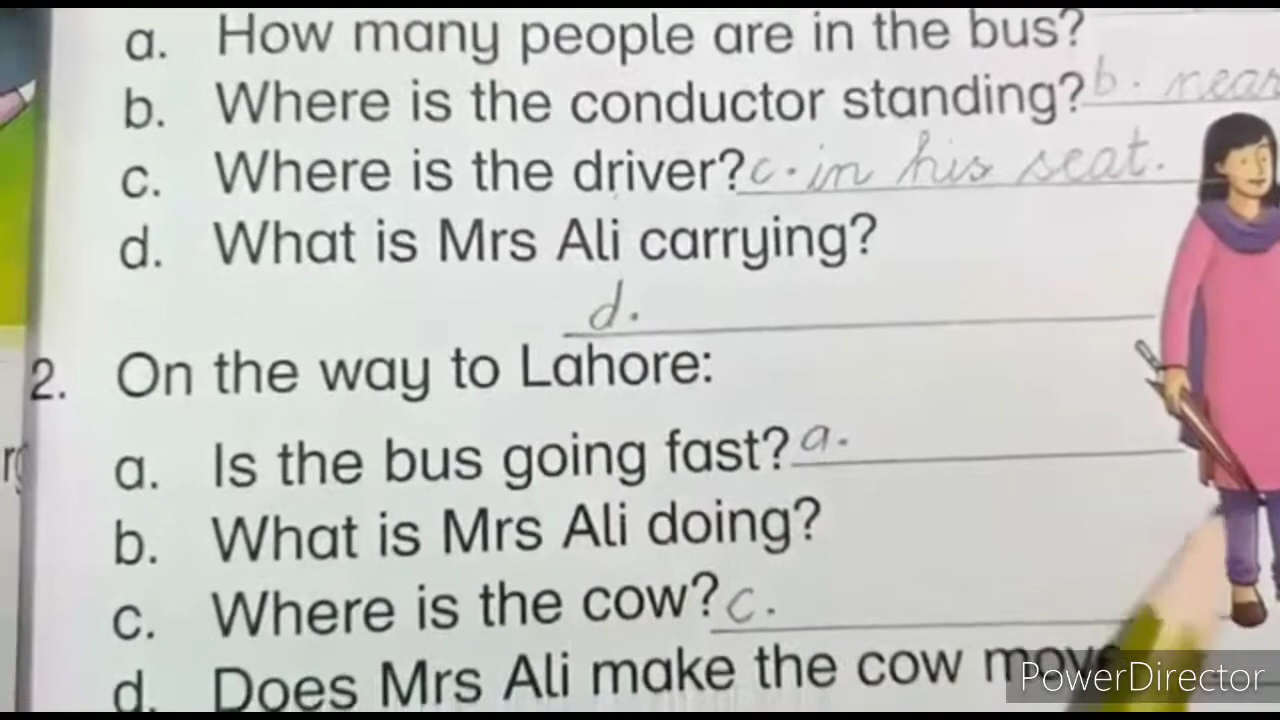 a. How many people are in the bus?
b. Where is the conductor standing? b. near
c. Where is the driver? c. in his seat.
d. What is Mrs Ali carrying?
d.
2. On the way to Lahore:
a. Is the bus going fast? a.
b. What is Mrs Ali doing?
c. Where is the cow? c.
d. Does Mrs Ali make the cow move
PowerDirector